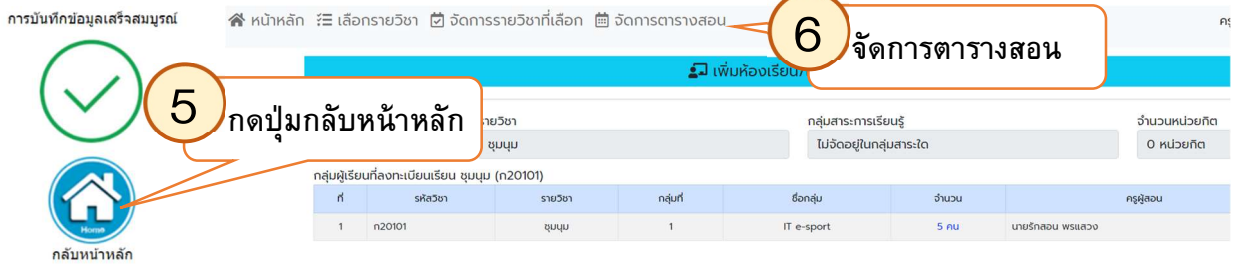 การบันทึกข้อมูลเสร็จสมบูรณ์
หน้าหลัก เลือกรายวิชา จัดการรายวิชาที่เลือก จัดการตารางสอน
6 จัดการตารางสอน
เพิ่มห้องเรียน
5 กดปุ่มกลับหน้าหลัก
รายวิชา กลุ่มสาระการเรียนรู้ จำนวนหน่วยกิต
ชุมนุม ไม่จัดอยู่ในกลุ่มสาระใด 0 หน่วยกิต
กลุ่มผู้เรียนที่ลงทะเบียนเรียน ชุมนุม (ก20101)
ที่ รหัสวิชา รายวิชา กลุ่มที่ ชื่อกลุ่ม จำนวน ครูผู้สอน
1 ก20101 ชุมนุม 1 IT e-sport 5 คน นายรักสอน พรแสวง
Home
กลับหน้าหลัก